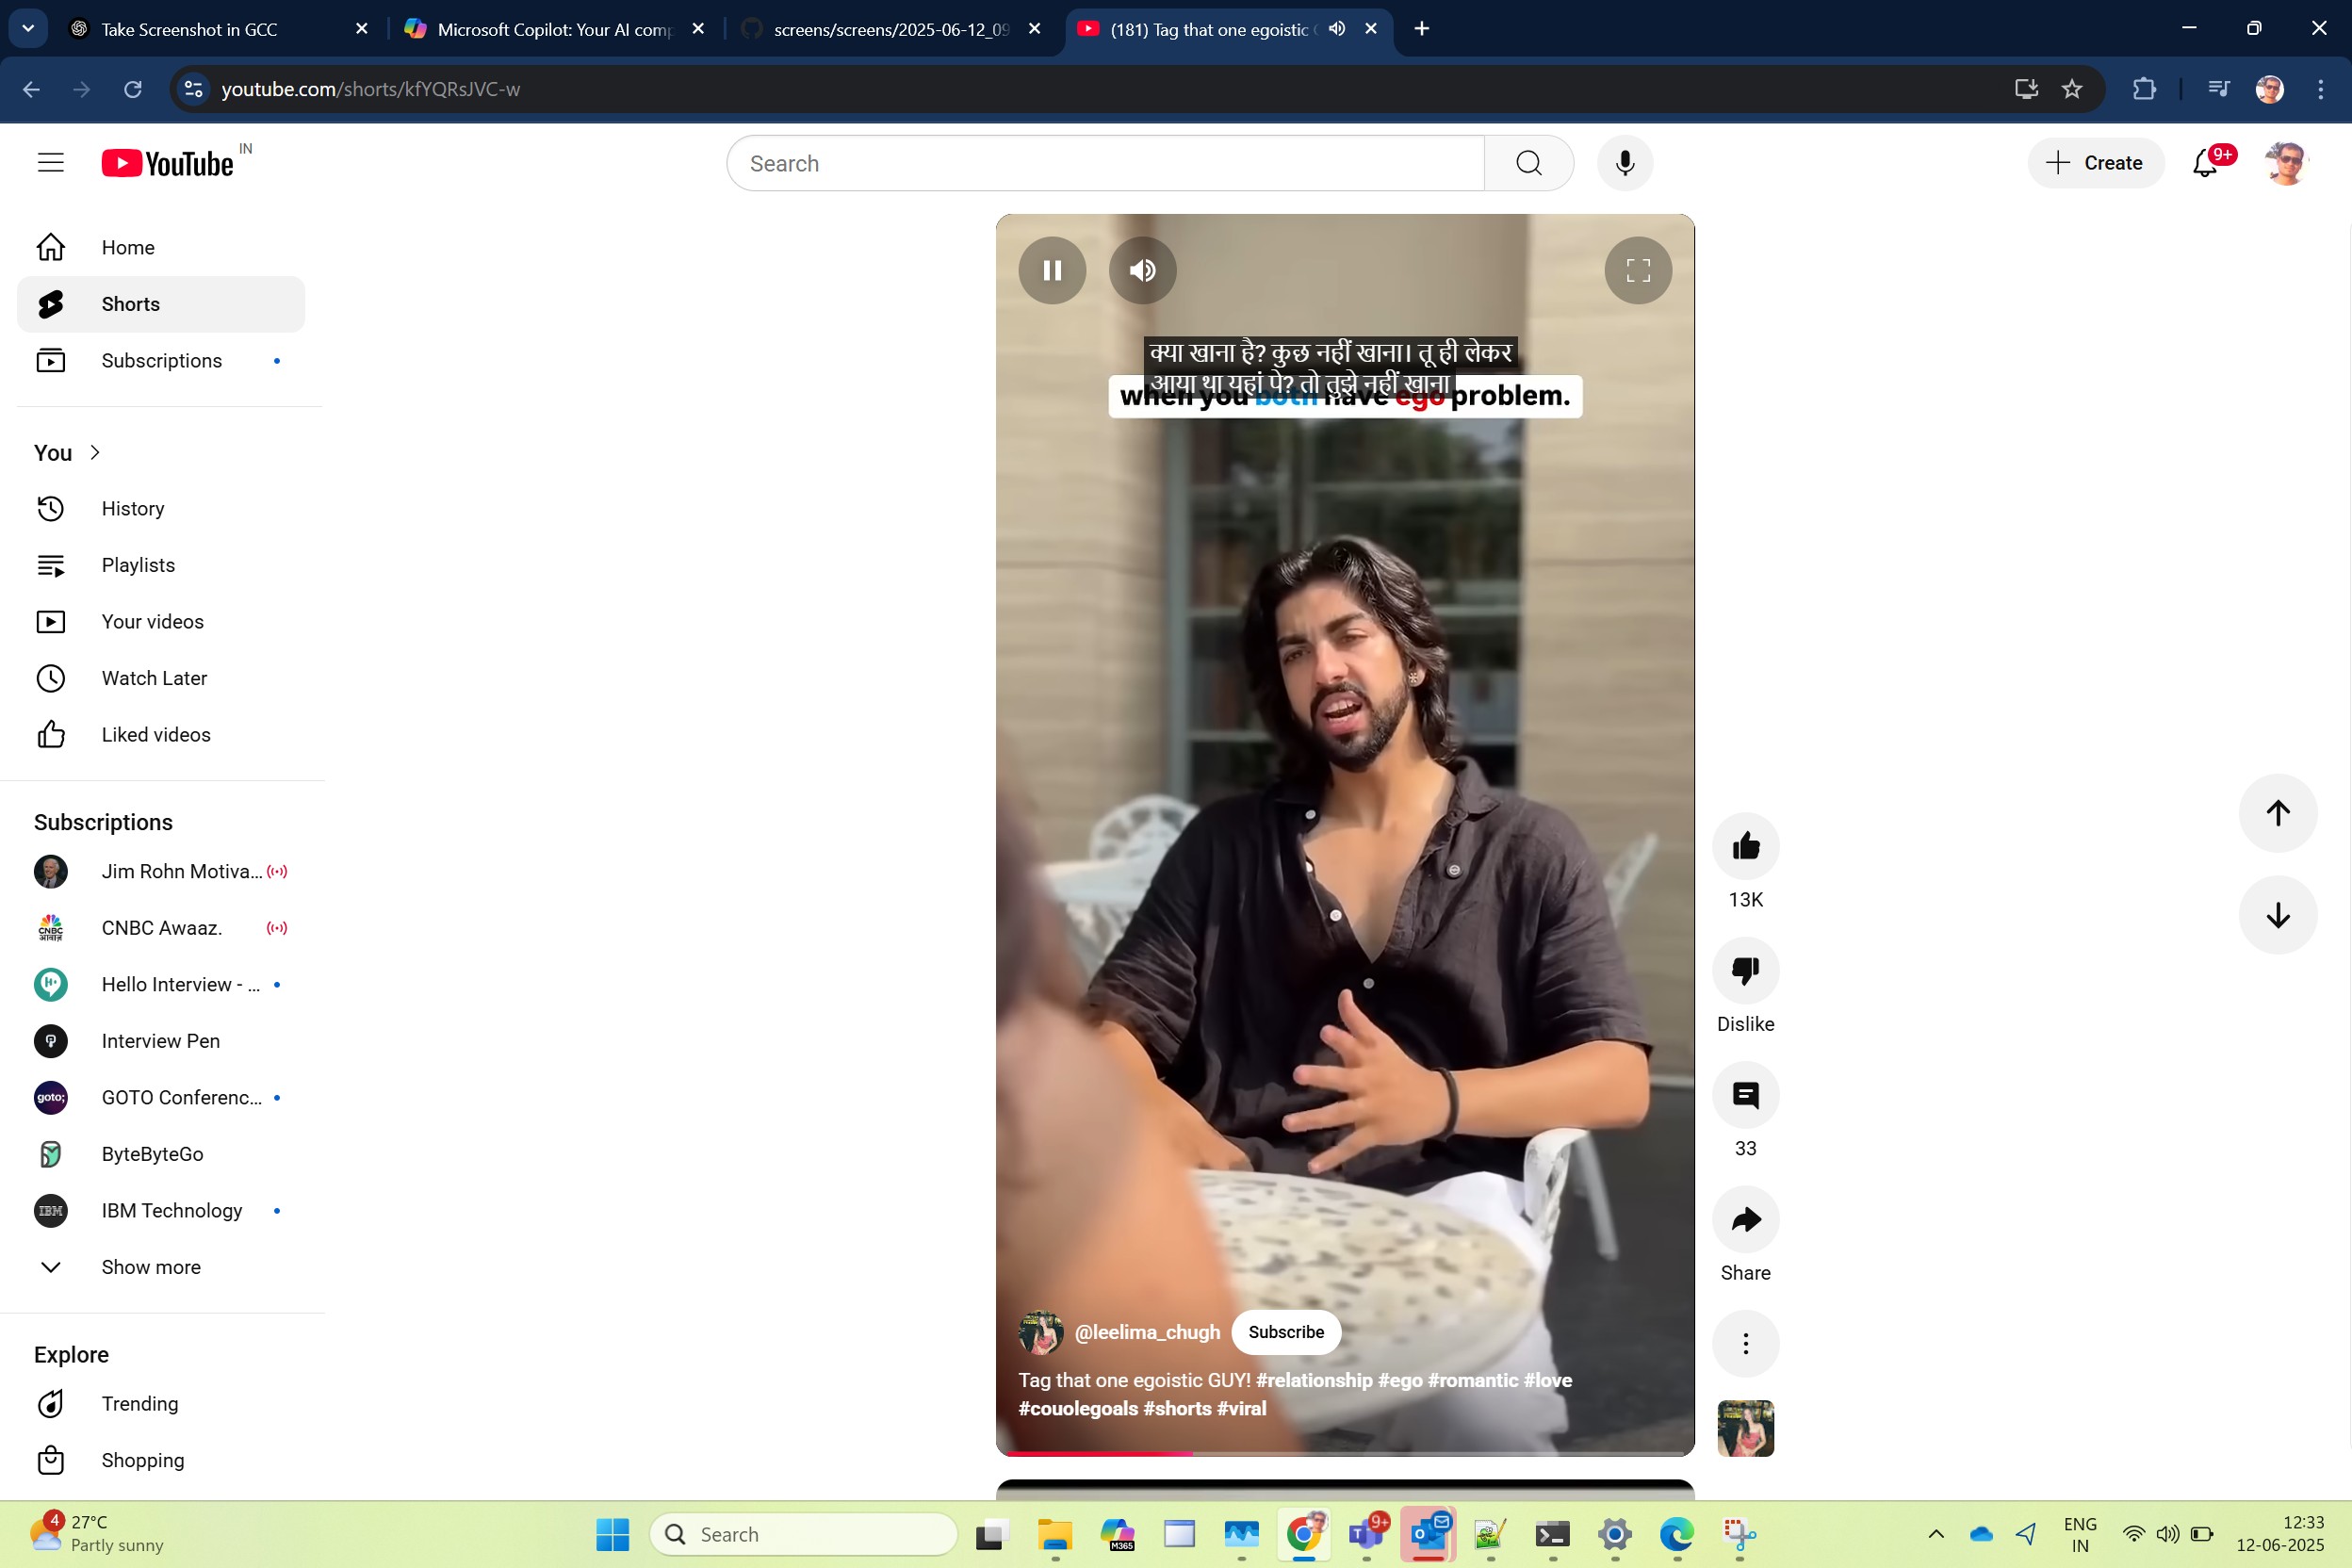 Take Screenshot in GCC
Microsoft Copilot: Your AI comp
screens/screens/2025-06-12_09
(181) Tag that one egoistic
youtube.com/shorts/kfYQRsJVC-w
YouTube IN
Search
Create
9+
Home
Shorts
Subscriptions
You
History
Playlists
Your videos
Watch Later
Liked videos
Subscriptions
Jim Rohn Motiva...
CNBC Awaaz.
Hello Interview - ...
Interview Pen
goto;
GOTO Conferenc...
ByteByteGo
IBM
IBM Technology
Show more
Explore
Trending
Shopping
क्या खाना है? कुछ नहीं खाना। तू ही लेकर
आया था यहां पे? तो तुझे नहीं खाना
when you both have ego problem.
@leelima_chugh
Subscribe
Tag that one egoistic GUY! #relationship #ego #romantic #love
#couolegoals #shorts #viral
13K
Dislike
33
Share
4
27°C
Partly sunny
Search
M365
9+
ENG
IN
12:33
12-06-2025